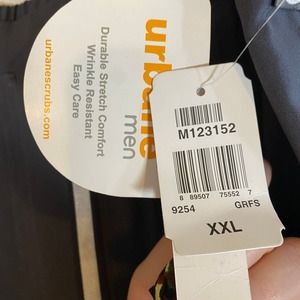 urbane
men
Durable Stretch Comfort
Wrinkle Resistant
Easy Care
urbanescrubs.com
M123152
8 89507 75552 7
9254 GRFS
XXL